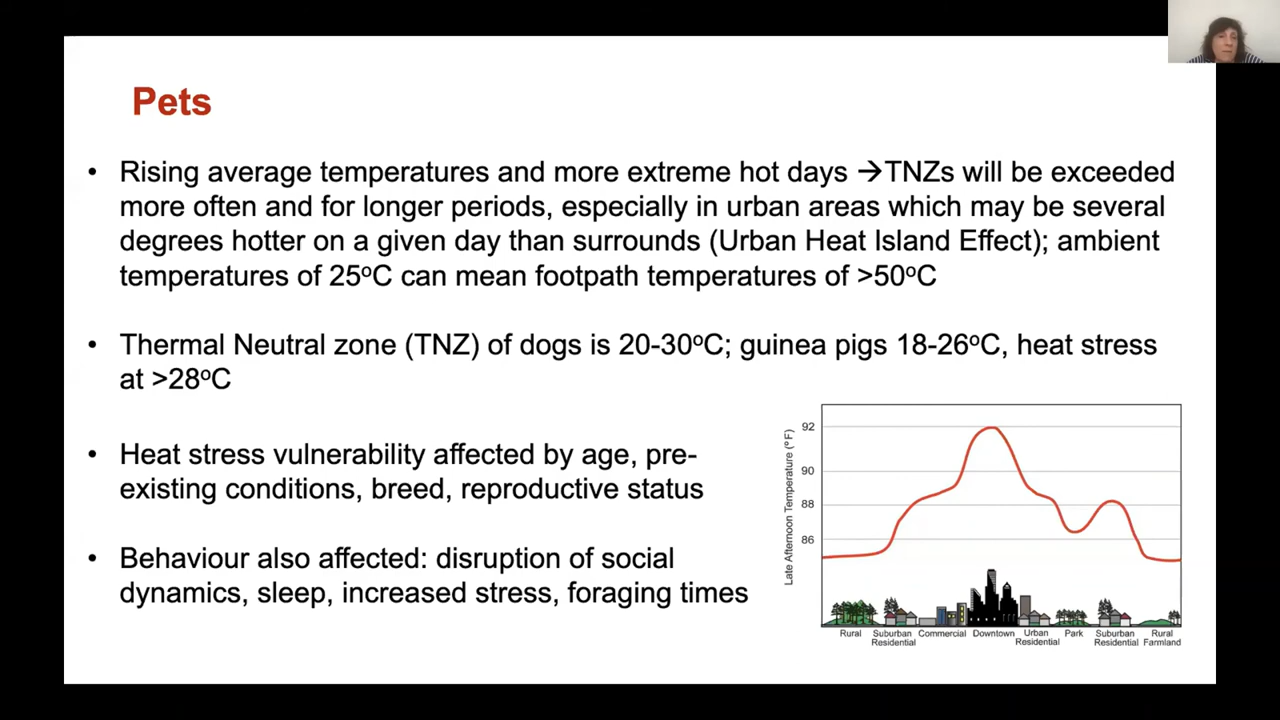 Pets
• Rising average temperatures and more extreme hot days →TNZs will be exceeded
more often and for longer periods, especially in urban areas which may be several
degrees hotter on a given day than surrounds (Urban Heat Island Effect); ambient
temperatures of 25ºC can mean footpath temperatures of >50ºC
• Thermal Neutral zone (TNZ) of dogs is 20-30ºC; guinea pigs 18-26ºC, heat stress
at >28ºC
• Heat stress vulnerability affected by age, pre-
existing conditions, breed, reproductive status
• Behaviour also affected: disruption of social
dynamics, sleep, increased stress, foraging times
Late Afternoon Temperature (º F)
92
90
88
86
Rural
Suburban
Residential
Commercial
Downtown
Urban
Residential
Park
Suburban
Residential
Rural
Farmland